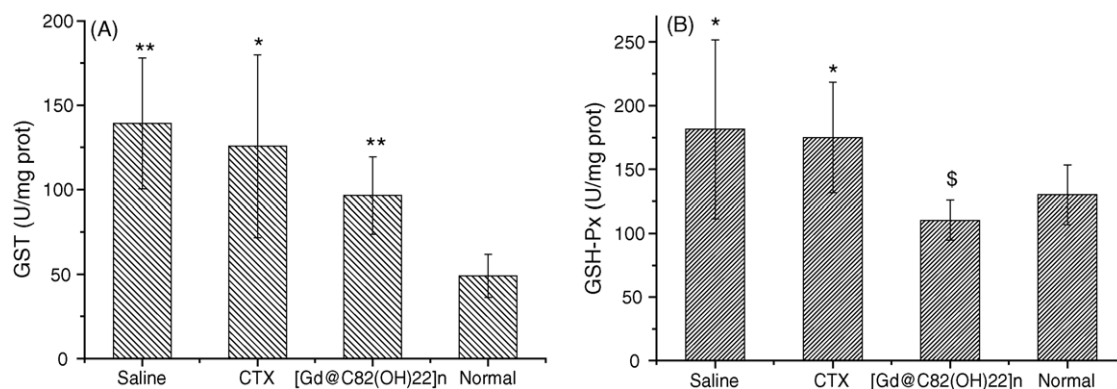 (A)
GST (U/mg prot)
200
150
100
50
0
**
*
**
Saline CTX [Gd@C82(OH)22]n Normal
(B)
GSH-Px (U/mg prot)
250
200
150
100
50
0
*
*
$
Saline CTX [Gd@C82(OH)22]n Normal